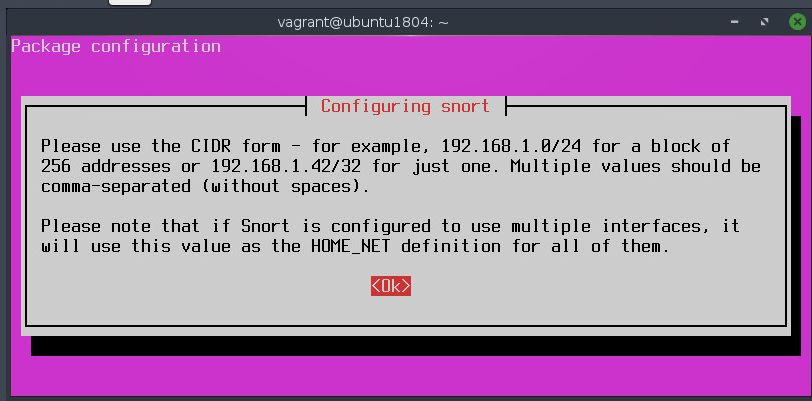 vagrant@ubuntu1804: ~
Package configuration
Configuring snort
Please use the CIDR form - for example, 192.168.1.0/24 for a block of
256 addresses or 192.168.1.42/32 for just one. Multiple values should be
comma-separated (without spaces).
Please note that if Snort is configured to use multiple interfaces, it
will use this value as the HOME_NET definition for all of them.
<Ok>